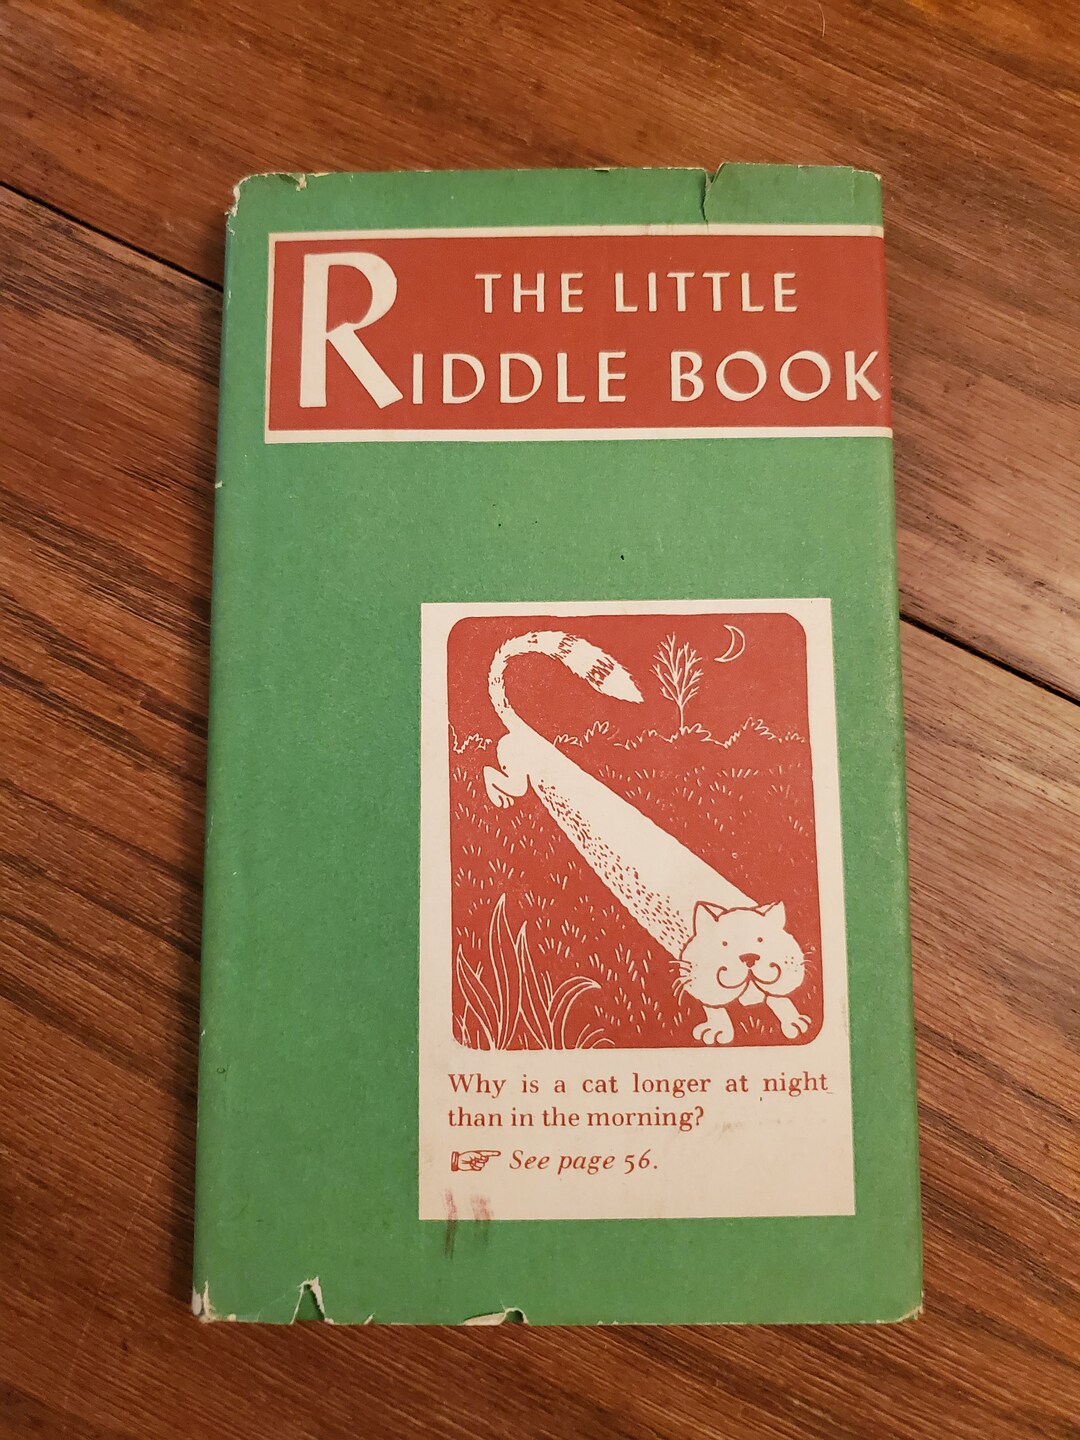 THE LITTLE
RIDDLE BOOK
Why is a cat longer at night
than in the morning?
See page 56.